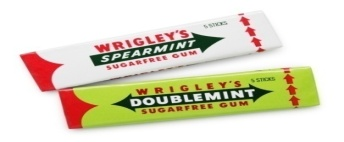 5 STICKS
WRIGLEY'S
SPEARMINT
SUGARFREE GUM
5 STICKS
WRIGLEY'S
DOUBLEMINT
SUGARFREE GUM